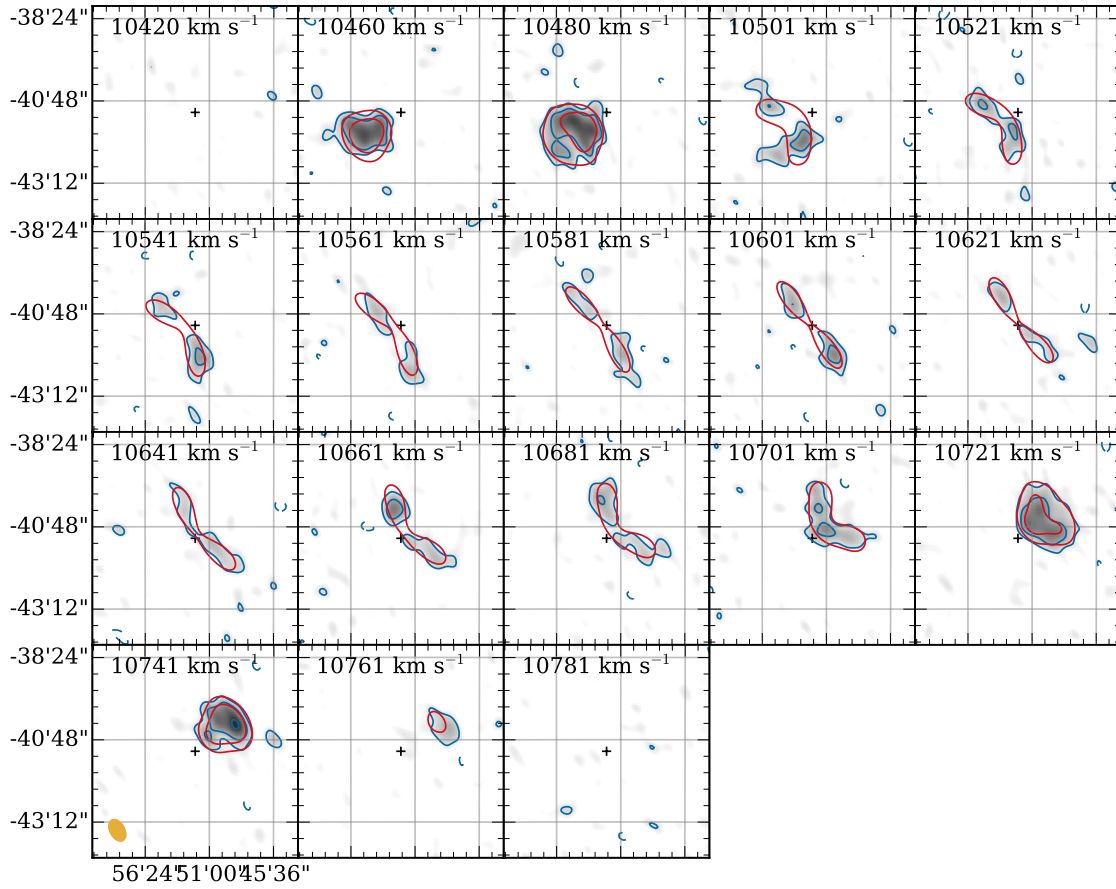 -38'24"
10420 km s⁻¹
10460 km s⁻¹
10480 km s⁻¹
10501 km s⁻¹
10521 km s⁻¹
-40'48"
-43'12"
-38'24"
10541 km s⁻¹
10561 km s⁻¹
10581 km s⁻¹
10601 km s⁻¹
10621 km s⁻¹
-40'48"
-43'12"
-38'24"
10641 km s⁻¹
10661 km s⁻¹
10681 km s⁻¹
10701 km s⁻¹
10721 km s⁻¹
-40'48"
-43'12"
-38'24"
10741 km s⁻¹
10761 km s⁻¹
10781 km s⁻¹
-40'48"
-43'12"
56'24"51'00"45'36"